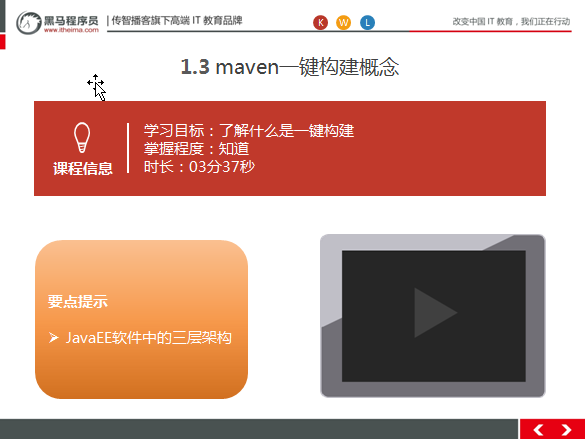 黑马程序员
www.itheima.com
传智播客旗下高端 IT 教育品牌
K W L
改变中国 IT 教育，我们正在行动
1.3 maven一键构建概念
课程信息
学习目标：了解什么是一键构建
掌握程度：知道
时长：03分37秒
要点提示
JavaEE软件中的三层架构